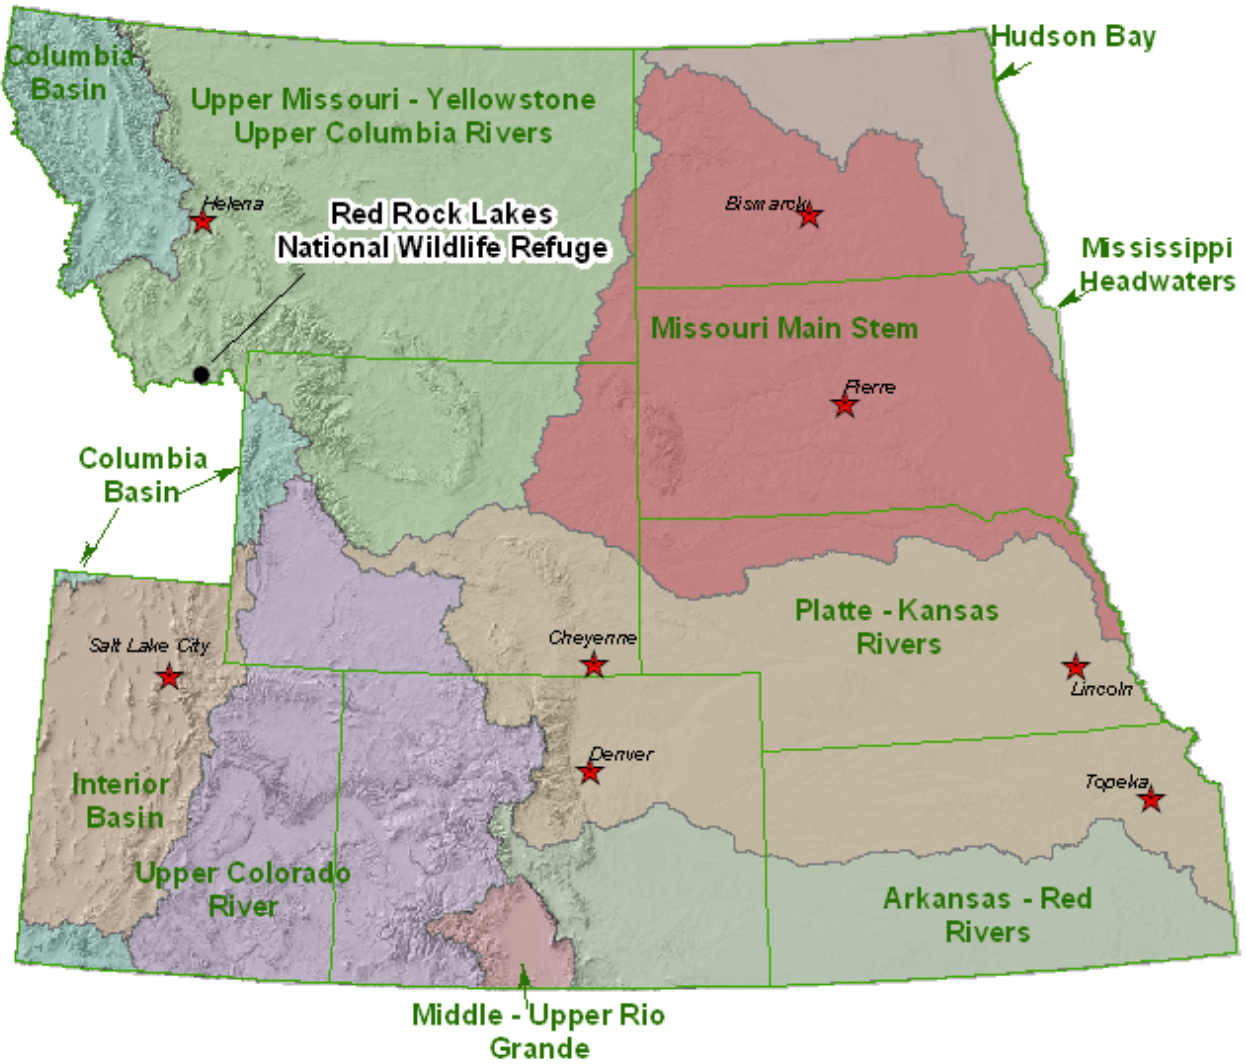 Columbia
Basin
Hudson Bay
Upper Missouri - Yellowstone
Upper Columbia Rivers
Helena
Red Rock Lakes
National Wildlife Refuge
Bismarck
Mississippi
Headwaters
Missouri Main Stem
Pierre
Columbia
Basin
Platte - Kansas
Rivers
Salt Lake City
Cheyenne
Lincoln
Denver
Topeka
Interior
Basin
Upper Colorado
River
Arkansas - Red
Rivers
Middle - Upper Rio
Grande